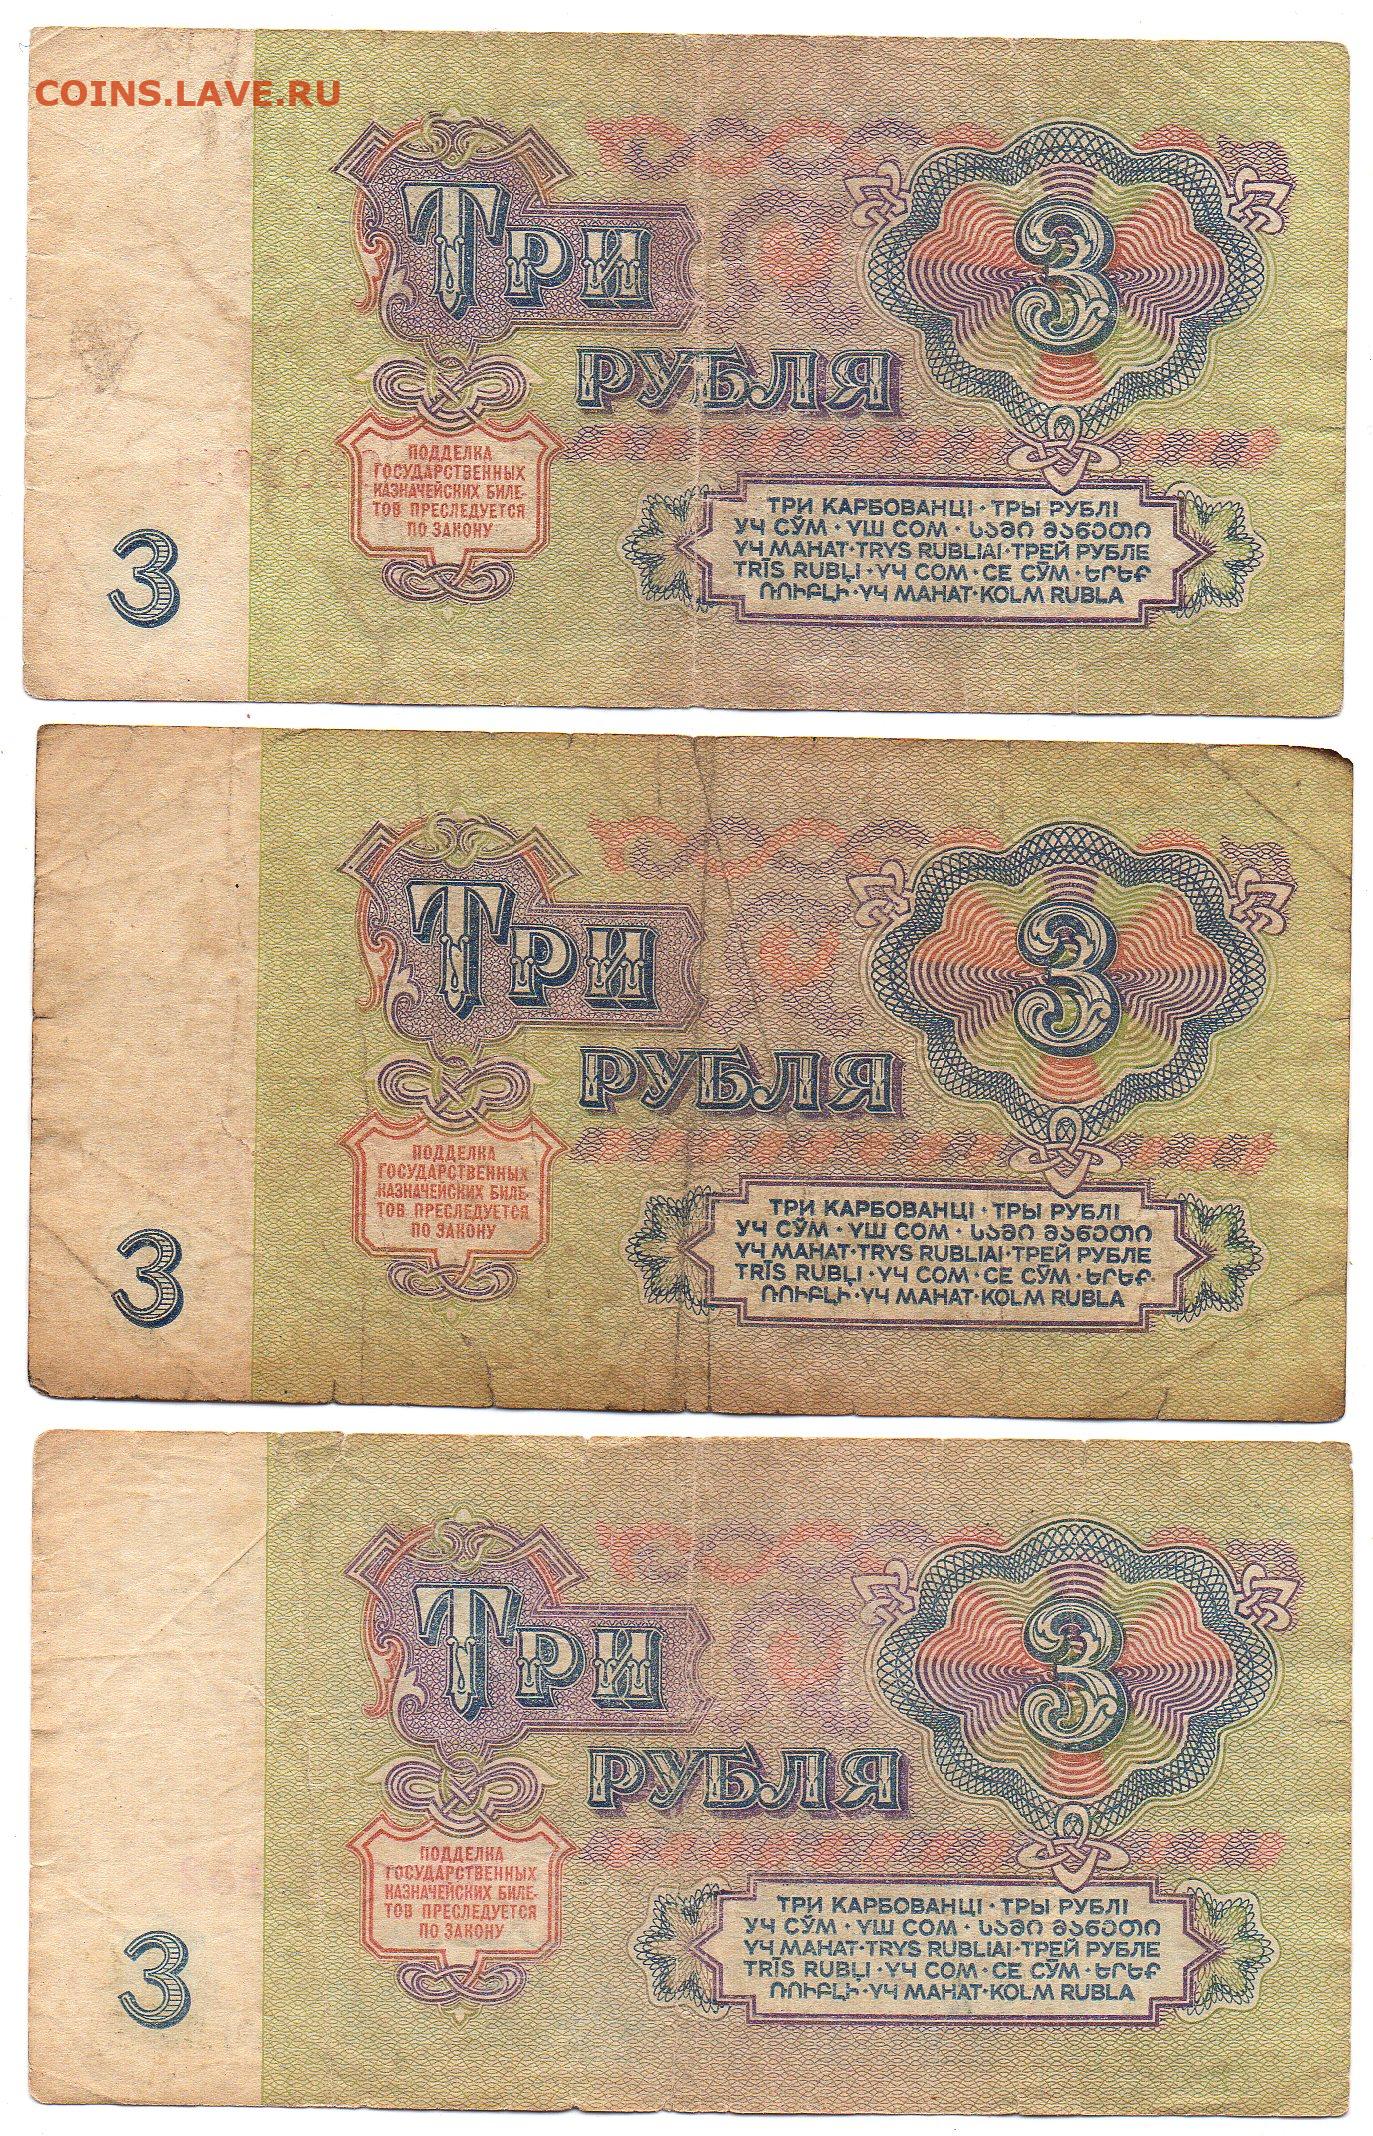 COINS.LAVE.RU
ТРИ
РУБЛЯ
3
ПОДДЕЛКА
ГОСУДАРСТВЕННЫХ
КАЗНАЧЕЙСКИХ БИЛЕ-
ТОВ ПРЕСЛЕДУЕТСЯ
ПО ЗАКОНУ
3
ТРИ КАРБОВАНЦІ · ТРЫ РУБЛІ
УЧ СЎМ · ҮШ СОМ · ᲡᲐᲛᲘ ᲛᲐᲜᲔᲗᲘ
ҮЧ МАНАТ · TRYS RUBLIAI · ТРЕЙ РУБЛЕ
TRĪS RUBĻI · ҮЧ СОМ · СЕ СӮМ · ԵՐԵՔ
ՌՈՒԲԼԻ · ҮЧ МАНАТ · KOLM RUBLA
ТРИ
РУБЛЯ
3
ПОДДЕЛКА
ГОСУДАРСТВЕННЫХ
КАЗНАЧЕЙСКИХ БИЛЕ-
ТОВ ПРЕСЛЕДУЕТСЯ
ПО ЗАКОНУ
3
ТРИ КАРБОВАНЦІ · ТРЫ РУБЛІ
УЧ СЎМ · ҮШ СОМ · ᲡᲐᲛᲘ ᲛᲐᲜᲔᲗᲘ
ҮЧ МАНАТ · TRYS RUBLIAI · ТРЕЙ РУБЛЕ
TRĪS RUBĻI · ҮЧ СОМ · СЕ СӮМ · ԵՐԵՔ
ՌՈՒԲԼԻ · ҮЧ МАНАТ · KOLM RUBLA
ТРИ
РУБЛЯ
3
ПОДДЕЛКА
ГОСУДАРСТВЕННЫХ
КАЗНАЧЕЙСКИХ БИЛЕ-
ТОВ ПРЕСЛЕДУЕТСЯ
ПО ЗАКОНУ
3
ТРИ КАРБОВАНЦІ · ТРЫ РУБЛІ
УЧ СЎМ · ҮШ СОМ · ᲡᲐᲛᲘ ᲛᲐᲜᲔᲗᲘ
ҮЧ МАНАТ · TRYS RUBLIAI · ТРЕЙ РУБЛЕ
TRĪS RUBĻI · ҮЧ СОМ · СЕ СӮМ · ԵՐԵՔ
ՌՈՒԲԼԻ · ҮЧ МАНАТ · KOLM RUBLA